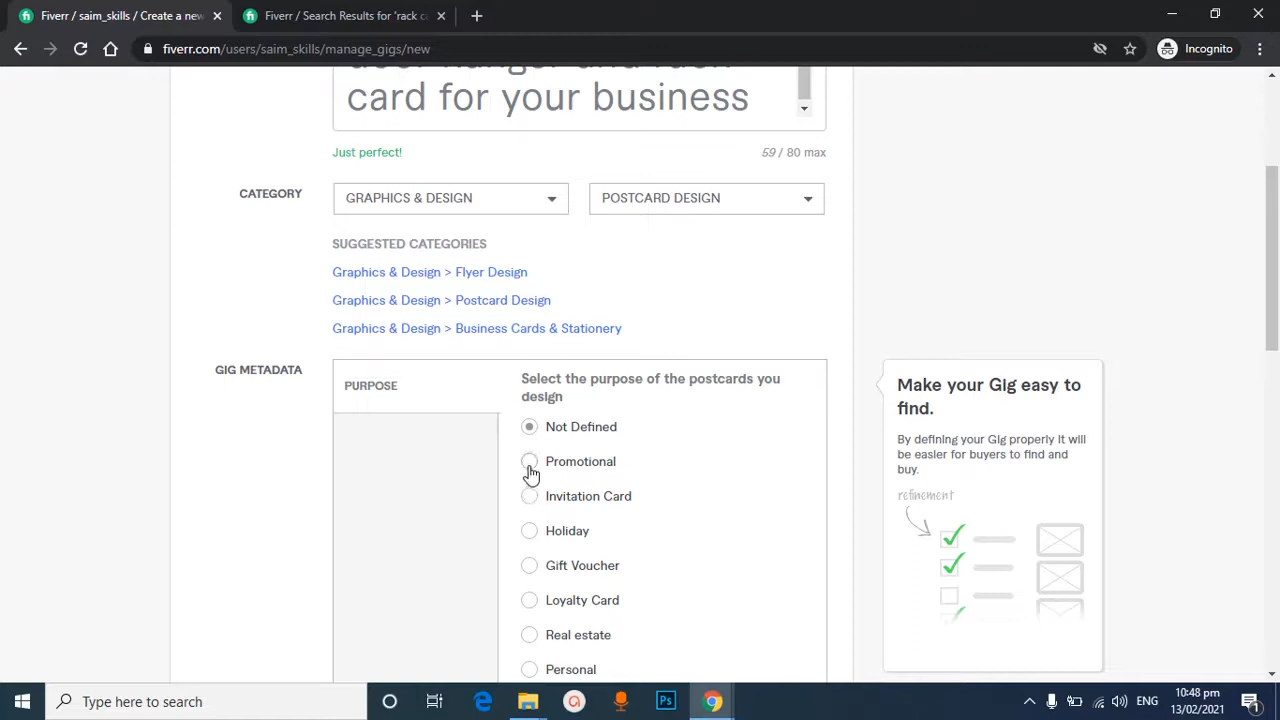 Fiverr / saim_skills / Create a new
Fiverr / Search Results for 'rack ca
fiverr.com/users/saim_skills/manage_gigs/new
Incognito
card for your business
Just perfect!
59 / 80 max
CATEGORY
GRAPHICS & DESIGN
POSTCARD DESIGN
SUGGESTED CATEGORIES
Graphics & Design > Flyer Design
Graphics & Design > Postcard Design
Graphics & Design > Business Cards & Stationery
GIG METADATA
PURPOSE
Select the purpose of the postcards you
design
Not Defined
Promotional
Invitation Card
Holiday
Gift Voucher
Loyalty Card
Real estate
Personal
Make your Gig easy to
find.
By defining your Gig properly it will
be easier for buyers to find and
buy.
refinement
Type here to search
Ps
ENG
10:48 pm
13/02/2021
1